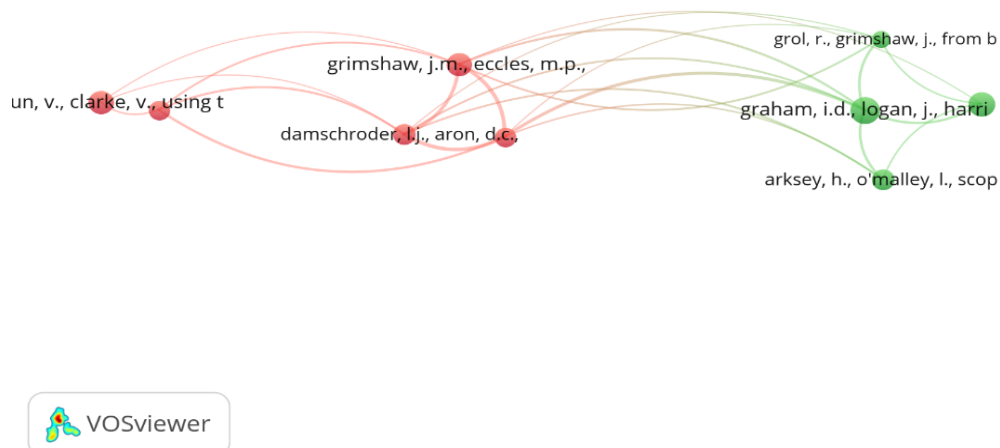 grol, r., grimshaw, j., from b
grimshaw, j.m., eccles, m.p.,
un, v., clarke, v., using t
graham, i.d., logan, j., harri
damschroder, l.j., aron, d.c.,
arksey, h., o'malley, l., scop
VOSviewer